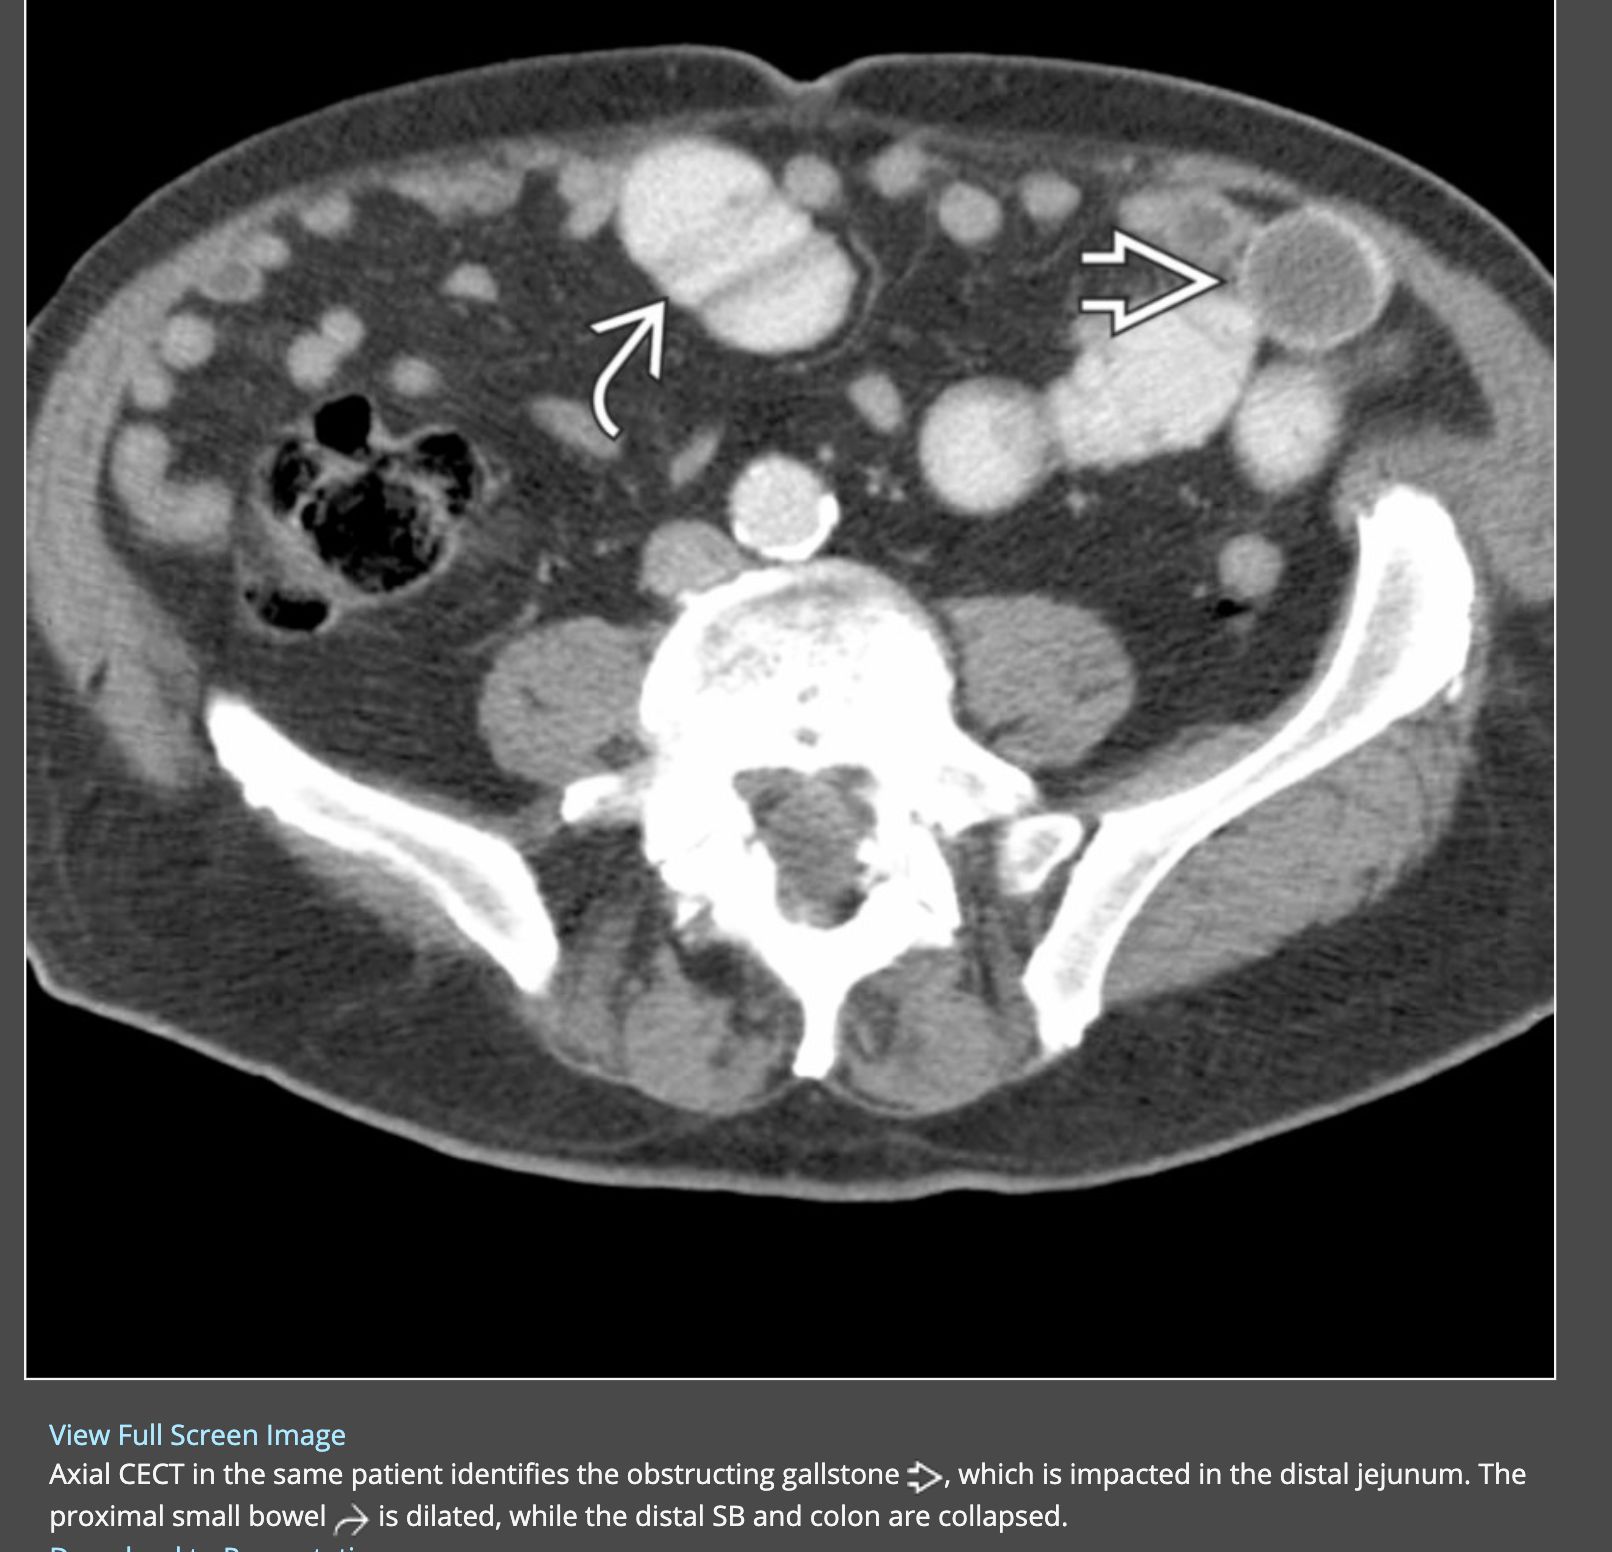 View Full Screen Image
Axial CECT in the same patient identifies the obstructing gallstone , which is impacted in the distal jejunum. The
proximal small bowel is dilated, while the distal SB and colon are collapsed.